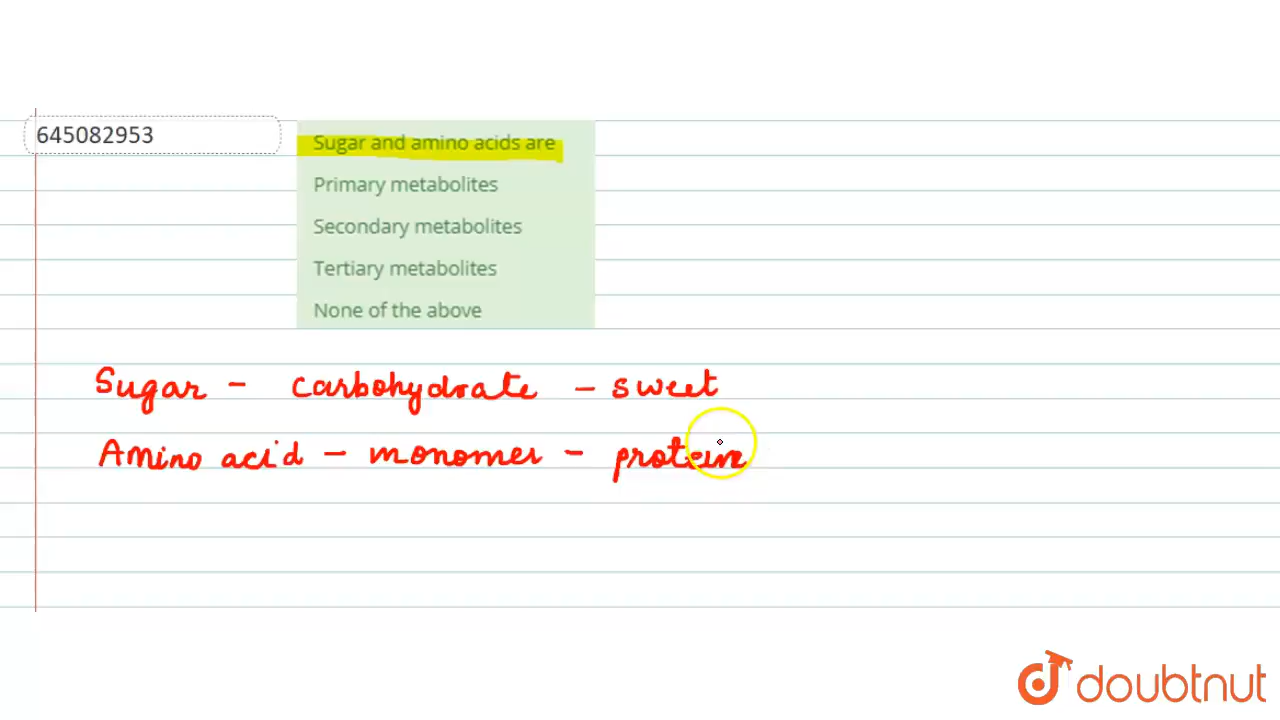 645082953
Sugar and amino acids are
Primary metabolites
Secondary metabolites
Tertiary metabolites
None of the above
Sugar - carbohydrate - sweet
Amino acid - monomer - protein
doubtnut